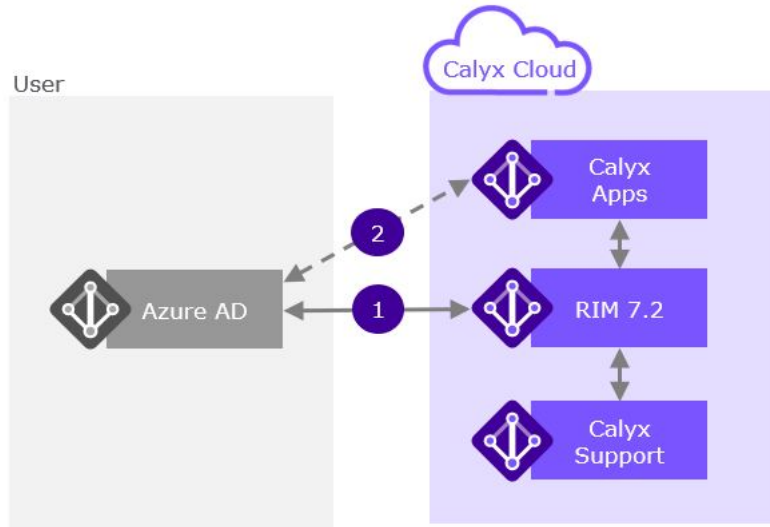 Calyx Cloud
User
Calyx
Apps
2
Azure AD
1
RIM 7.2
Calyx
Support